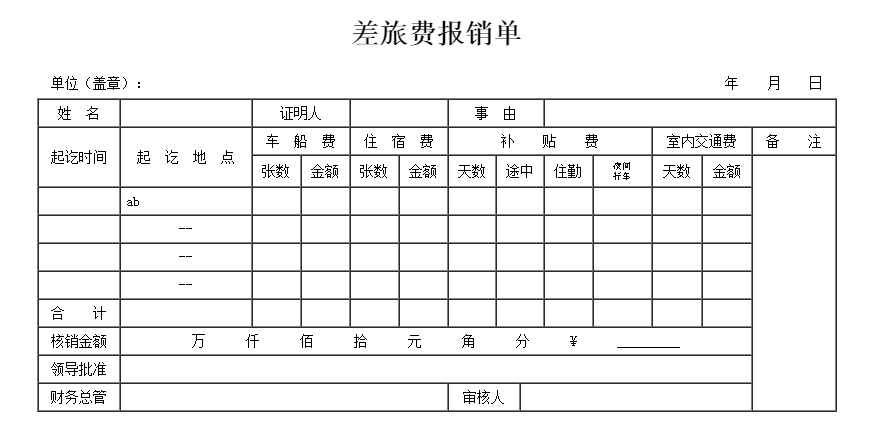 差旅费报销单
单位（盖章）： 年 月 日
姓 名 证明人 事 由
起讫时间 起 讫 地 点 车 船 费 住 宿 费 补 贴 费 室内交通费 备 注
张数 金额 张数 金额 天数 途中 住勤 夜间 天数 金额
ab
--
--
--
合 计
核销金额 万 仟 佰 拾 元 角 分 ¥ ________
领导批准
财务总管 审核人